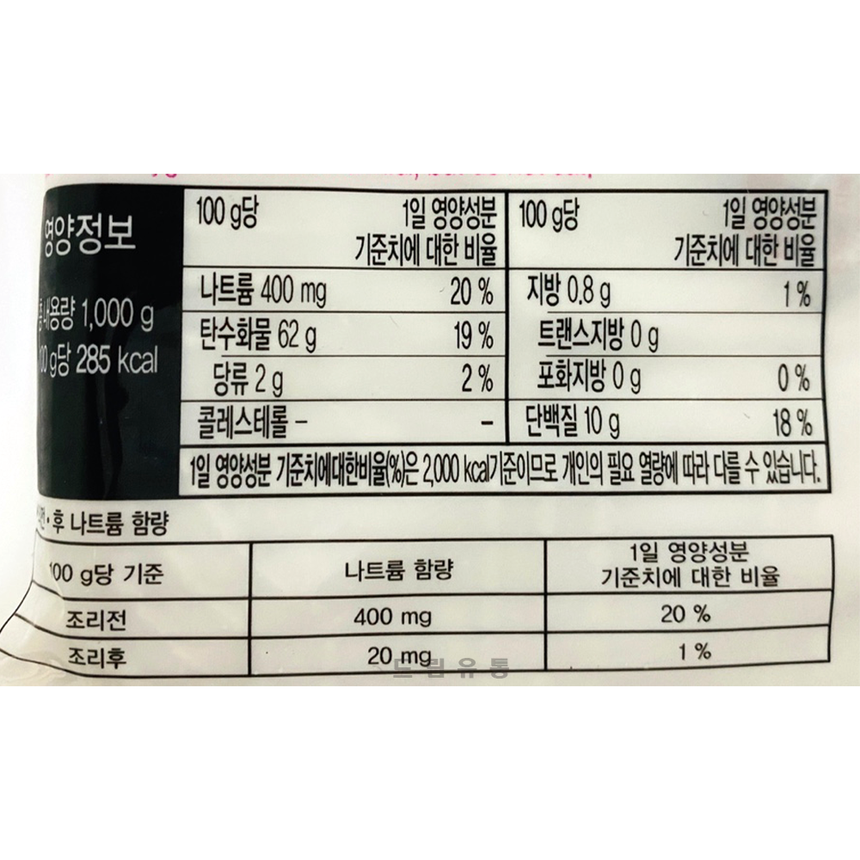 영양정보
내용량 1,000 g
100 g당 285 kcal
100 g당 1일 영양성분
기준치에 대한 비율
나트륨 400 mg 20 %
탄수화물 62 g 19 %
당류 2 g 2 %
콜레스테롤 – –
100 g당 1일 영양성분
기준치에 대한 비율
지방 0.8 g 1 %
트랜스지방 0 g
포화지방 0 g 0 %
단백질 10 g 18 %
1일 영양성분 기준치에대한비율(%)은 2,000 kcal기준이므로 개인의 필요 열량에 따라 다를 수 있습니다.
전•후 나트륨 함량
100 g당 기준 나트륨 함량 1일 영양성분
기준치에 대한 비율
조리전 400 mg 20 %
조리후 20 mg 1 %
드림유통